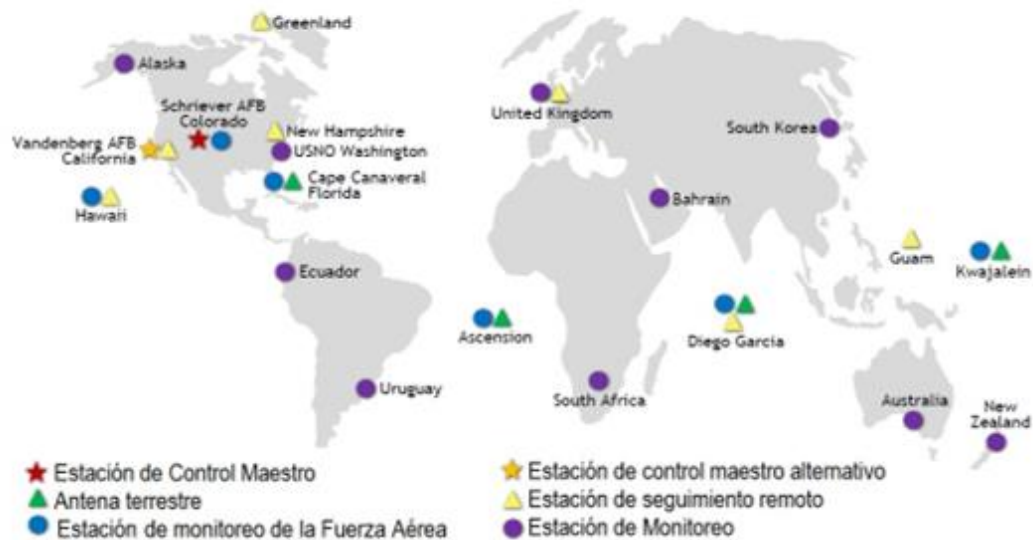 Greenland
Alaska
Schriever AFB
Colorado
Vandenberg AFB
California
New Hampshire
USNO Washington
Cape Canaveral
Florida
Hawaii
United Kingdom
South Korea
Bahrain
Guam
Kwajalein
Ecuador
Ascension
Diego Garcia
Uruguay
South Africa
Australia
New
Zealand
Estación de Control Maestro
Antena terrestre
Estación de monitoreo de la Fuerza Aérea
Estación de control maestro alternativo
Estación de seguimiento remoto
Estación de Monitoreo